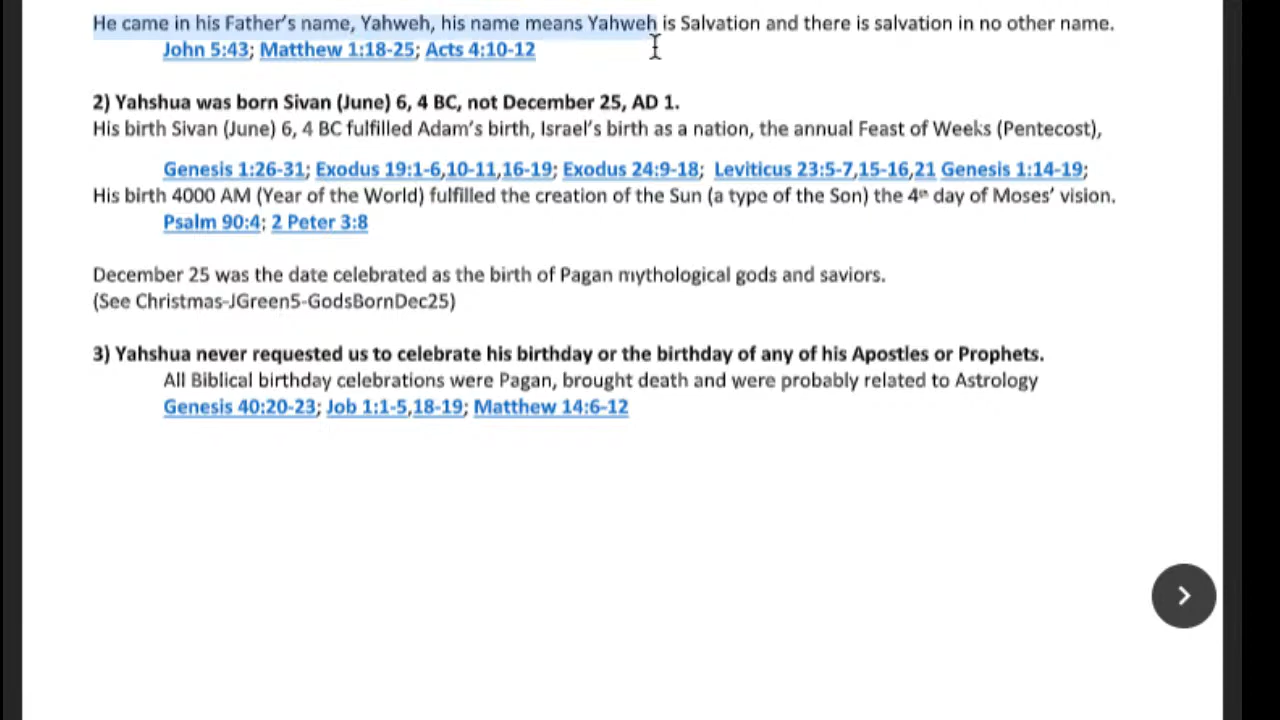 He came in his Father's name, Yahweh, his name means Yahweh is Salvation and there is salvation in no other name.
John 5:43; Matthew 1:18-25; Acts 4:10-12
2) Yahshua was born Sivan (June) 6, 4 BC, not December 25, AD 1.
His birth Sivan (June) 6, 4 BC fulfilled Adam's birth, Israel's birth as a nation, the annual Feast of Weeks (Pentecost),
Genesis 1:26-31; Exodus 19:1-6,10-11,16-19; Exodus 24:9-18; Leviticus 23:5-7,15-16,21 Genesis 1:14-19;
His birth 4000 AM (Year of the World) fulfilled the creation of the Sun (a type of the Son) the 4th day of Moses' vision.
Psalm 90:4; 2 Peter 3:8
December 25 was the date celebrated as the birth of Pagan mythological gods and saviors.
(See Christmas-JGreen5-GodsBornDec25)
3) Yahshua never requested us to celebrate his birthday or the birthday of any of his Apostles or Prophets.
All Biblical birthday celebrations were Pagan, brought death and were probably related to Astrology
Genesis 40:20-23; Job 1:1-5,18-19; Matthew 14:6-12